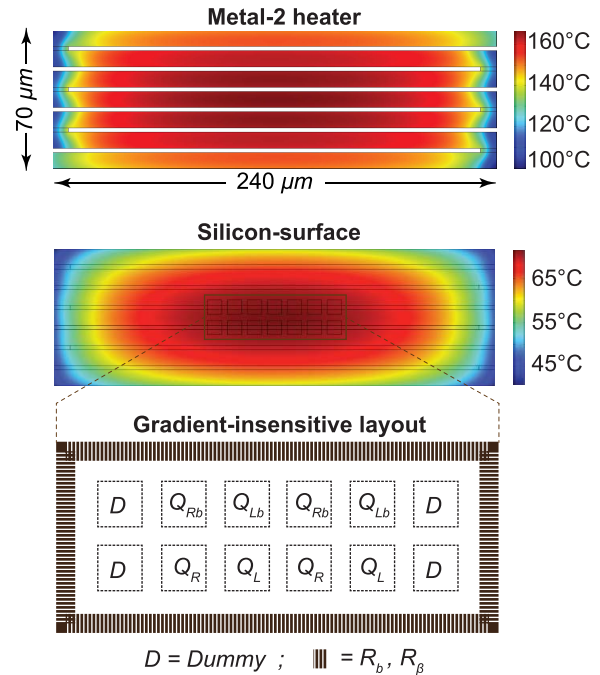 Metal-2 heater
70 µm
160°C
140°C
120°C
100°C
240 µm
Silicon-surface
65°C
55°C
45°C
Gradient-insensitive layout
D Q_Rb Q_Lb Q_Rb Q_Lb D
D Q_R Q_L Q_R Q_L D
D = Dummy ; = R_b , R_β